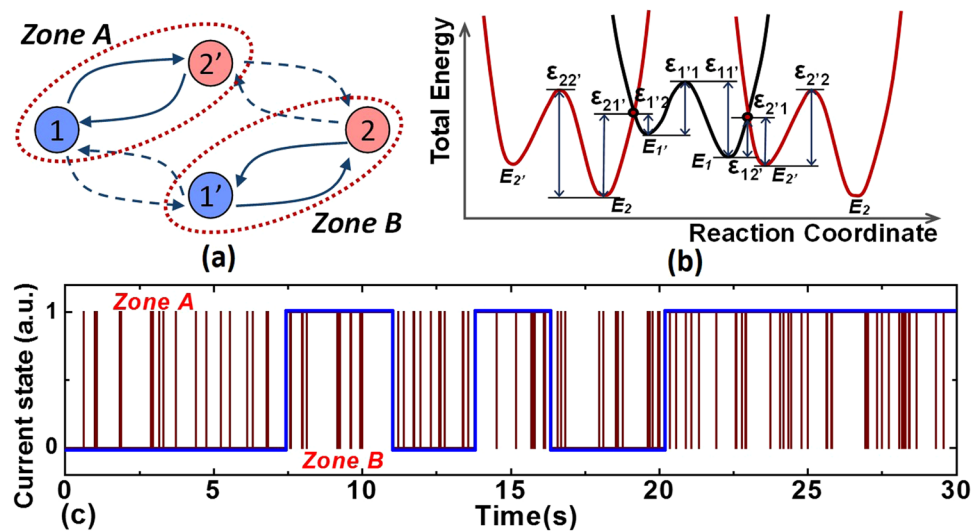 Zone A
2'
1
2
1'
Zone B
(a)
Total Energy
ε22'
ε21'
ε1'2
ε1'1
ε11'
ε2'1
ε2'2
E2'
E2
E1'
E1
ε12'
E2'
E2
Reaction Coordinate
(b)
Current state (a.u.)
1
0
Zone A
Zone B
0 5 10 15 20 25 30
(c)
Time(s)